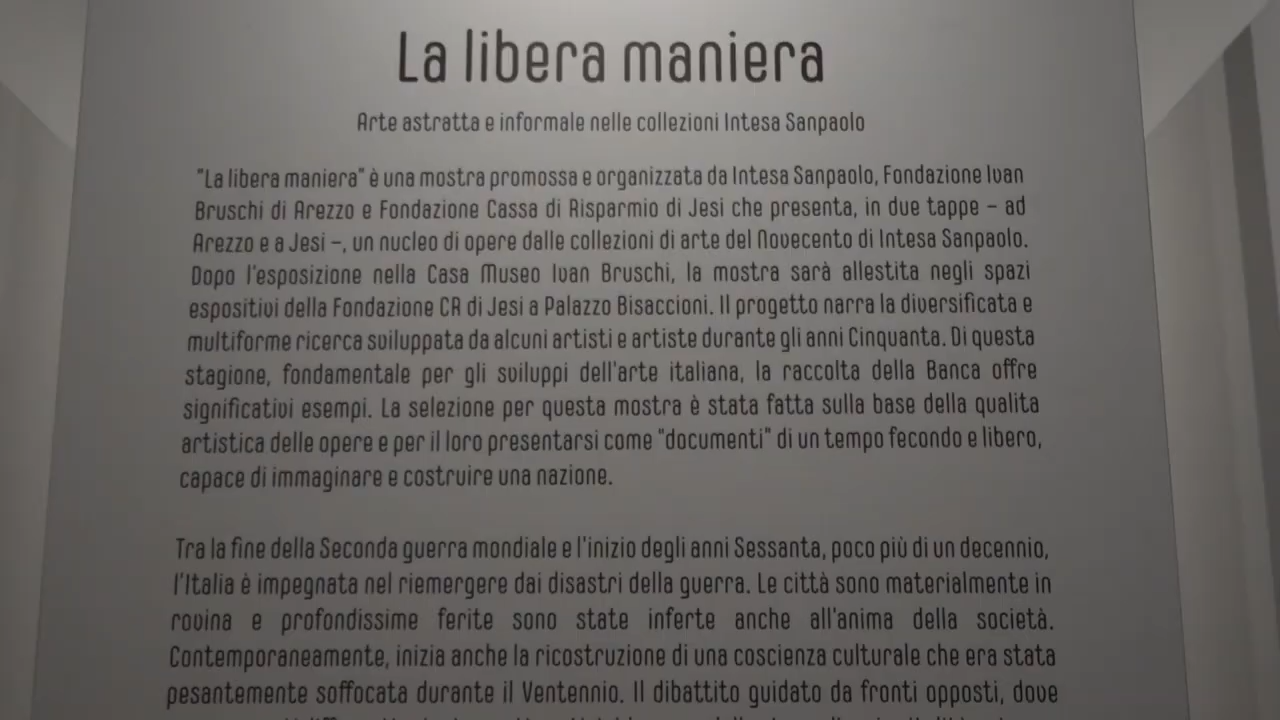 La libera maniera
Arte astratta e informale nelle collezioni Intesa Sanpaolo
"La libera maniera" è una mostra promossa e organizzata da Intesa Sanpaolo, Fondazione Ivan
Bruschi di Arezzo e Fondazione Cassa di Risparmio di Jesi che presenta, in due tappe – ad
Arezzo e a Jesi –, un nucleo di opere dalle collezioni di arte del Novecento di Intesa Sanpaolo.
Dopo l'esposizione nella Casa Museo Ivan Bruschi, la mostra sarà allestita negli spazi
espositivi della Fondazione CR di Jesi a Palazzo Bisaccioni. Il progetto narra la diversificata e
multiforme ricerca sviluppata da alcuni artisti e artiste durante gli anni Cinquanta. Di questa
stagione, fondamentale per gli sviluppi dell'arte italiana, la raccolta della Banca offre
significativi esempi. La selezione per questa mostra è stata fatta sulla base della qualita
artistica delle opere e per il loro presentarsi come "documenti" di un tempo fecondo e libero,
capace di immaginare e costruire una nazione.
Tra la fine della Seconda guerra mondiale e l'inizio degli anni Sessanta, poco più di un decennio,
l'Italia è impegnata nel riemergere dai disastri della guerra. Le città sono materialmente in
rovina e profondissime ferite sono state inferte anche all'anima della società.
Contemporaneamente, inizia anche la ricostruzione di una coscienza culturale che era stata
pesantemente soffocata durante il Ventennio. Il dibattito guidato da fronti opposti, dove